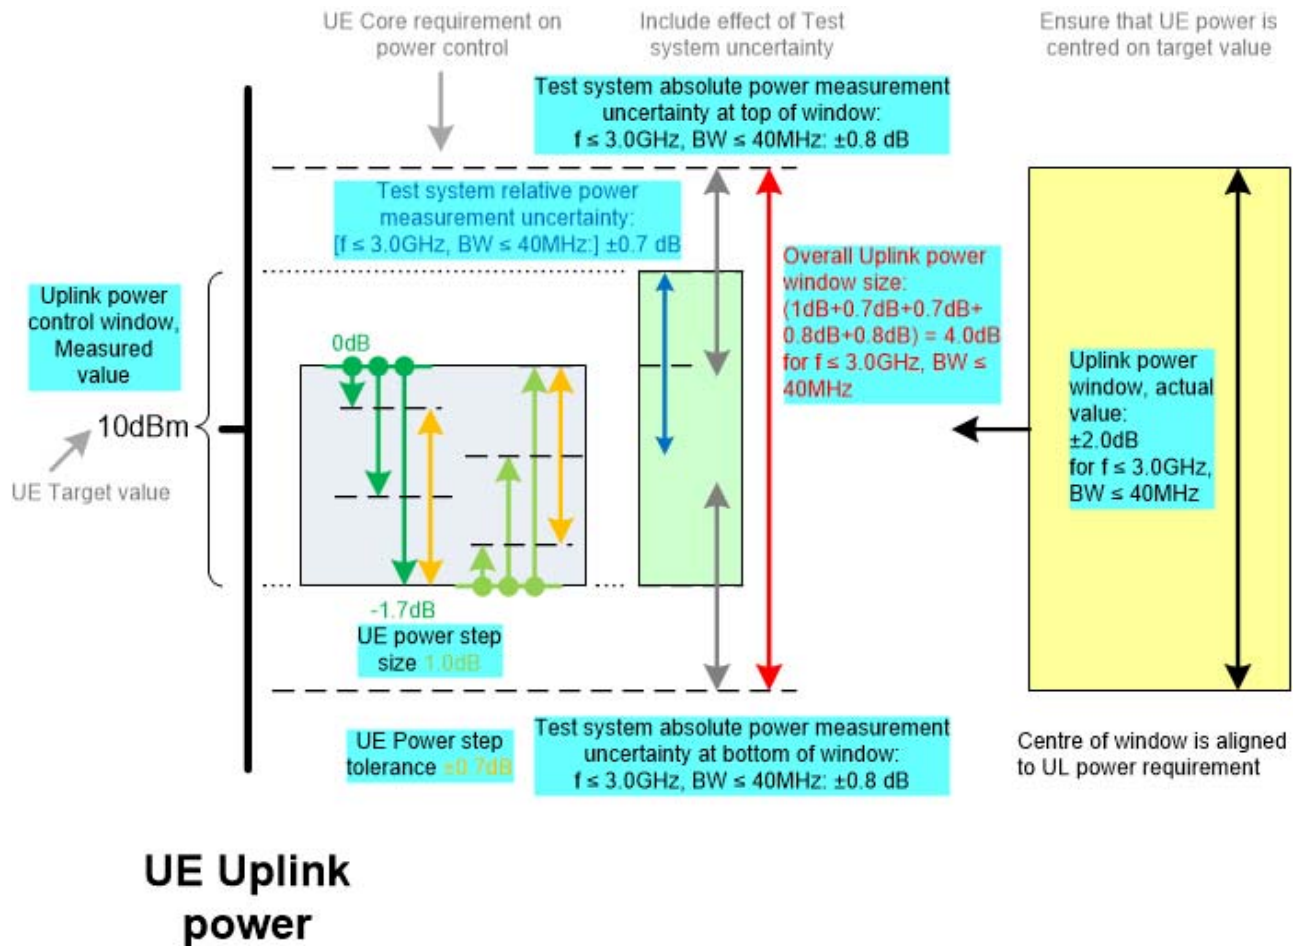 UE Core requirement on
power control
Include effect of Test
system uncertainty
Ensure that UE power is
centred on target value
Test system absolute power measurement
uncertainty at top of window:
f ≤ 3.0GHz, BW ≤ 40MHz: ±0.8 dB
Test system relative power
measurement uncertainty:
[f ≤ 3.0GHz, BW ≤ 40MHz:] ±0.7 dB
Overall Uplink power
window size:
(1dB+0.7dB+0.7dB+
0.8dB+0.8dB) = 4.0dB
for f ≤ 3.0GHz, BW ≤
40MHz
Uplink power
control window,
Measured
value
0dB
Uplink power
window, actual
value:
±2.0dB
for f ≤ 3.0GHz,
BW ≤ 40MHz
10dBm
UE Target value
-1.7dB
UE power step
size 1.0dB
UE Power step
tolerance ±0.7dB
Test system absolute power measurement
uncertainty at bottom of window:
f ≤ 3.0GHz, BW ≤ 40MHz: ±0.8 dB
Centre of window is aligned
to UL power requirement
UE Uplink
power